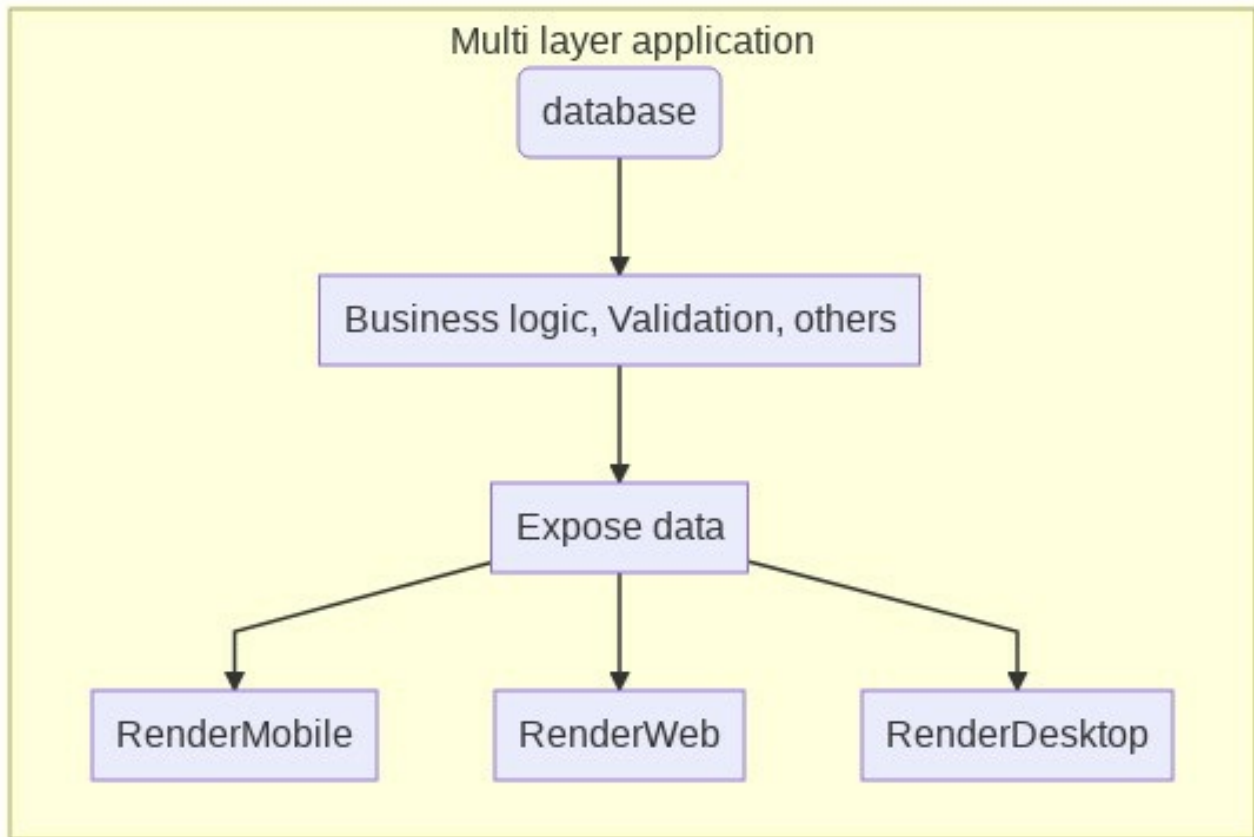 Multi layer application
database
Business logic, Validation, others
Expose data
RenderMobile
RenderWeb
RenderDesktop